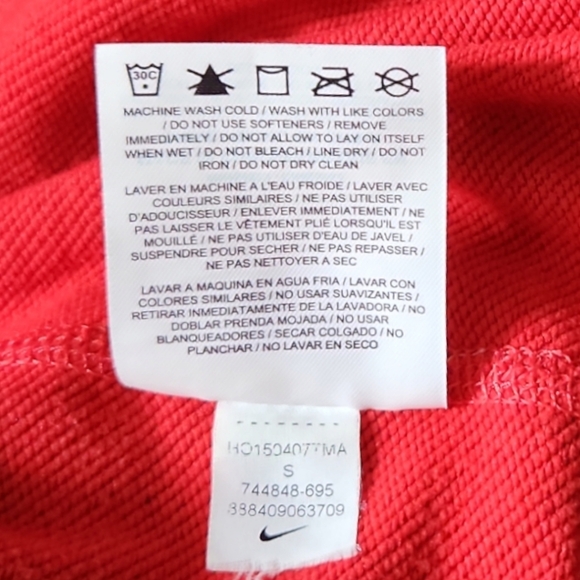 30C
MACHINE WASH COLD / WASH WITH LIKE COLORS
/ DO NOT USE SOFTENERS / REMOVE
IMMEDIATELY / DO NOT ALLOW TO LAY ON ITSELF
WHEN WET / DO NOT BLEACH / LINE DRY / DO NOT
IRON / DO NOT DRY CLEAN
LAVER EN MACHINE A L'EAU FROIDE / LAVER AVEC
COULEURS SIMILAIRES / NE PAS UTILISER
D'ADOUCISSEUR / ENLEVER IMMEDIATEMENT / NE
PAS LAISSER LE VÊTEMENT PLIÉ LORSQU'IL EST
MOUILLÉ / NE PAS UTILISER D'EAU DE JAVEL /
SUSPENDRE POUR SECHER / NE PAS REPASSER /
NE PAS NETTOYER A SEC
LAVAR A MAQUINA EN AGUA FRIA / LAVAR CON
COLORES SIMILARES / NO USAR SUAVIZANTES /
RETIRAR INMEDIATAMENTE DE LA LAVADORA / NO
DOBLAR PRENDA MOJADA / NO USAR
BLANQUEADORES / SECAR COLGADO / NO
PLANCHAR / NO LAVAR EN SECO
S
744848-695
888409063709